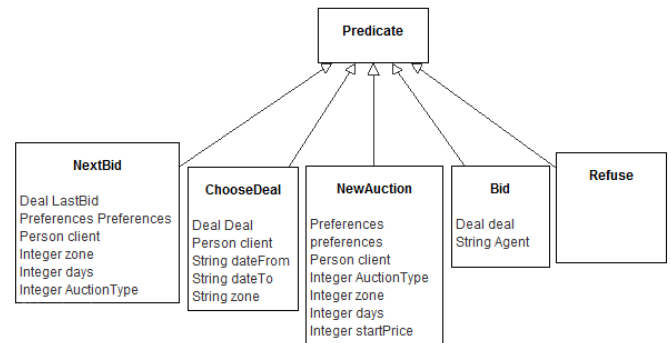 Predicate
NextBid
Deal LastBid
Preferences Preferences
Person client
Integer zone
Integer days
Integer AuctionType
ChooseDeal
Deal Deal
Person client
String dateFrom
String dateTo
String zone
NewAuction
Preferences
preferences
Person client
Integer AuctionType
Integer zone
Integer days
Integer startPrice
Bid
Deal deal
String Agent
Refuse